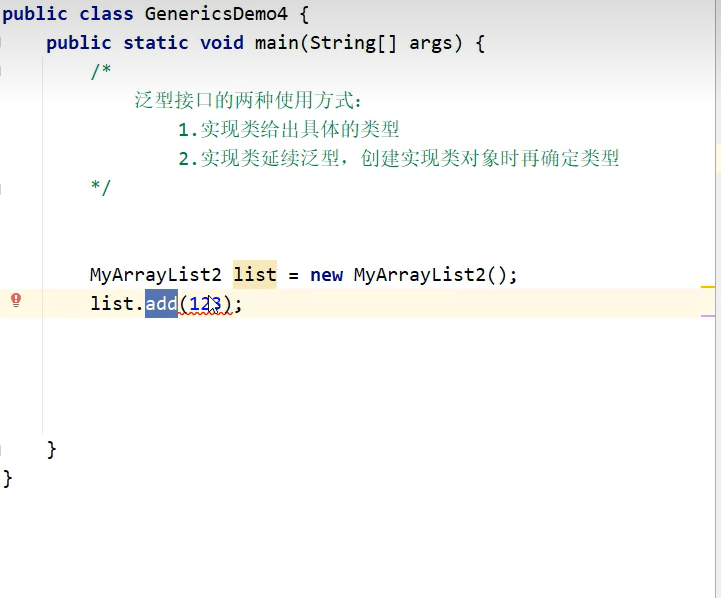 public class GenericsDemo4 {
public static void main(String[] args) {
/*
泛型接口的两种使用方式：
1.实现类给出具体的类型
2.实现类延续泛型，创建实现类对象时再确定类型
*/
MyArrayList2 list = new MyArrayList2();
list.add(123);
}
}